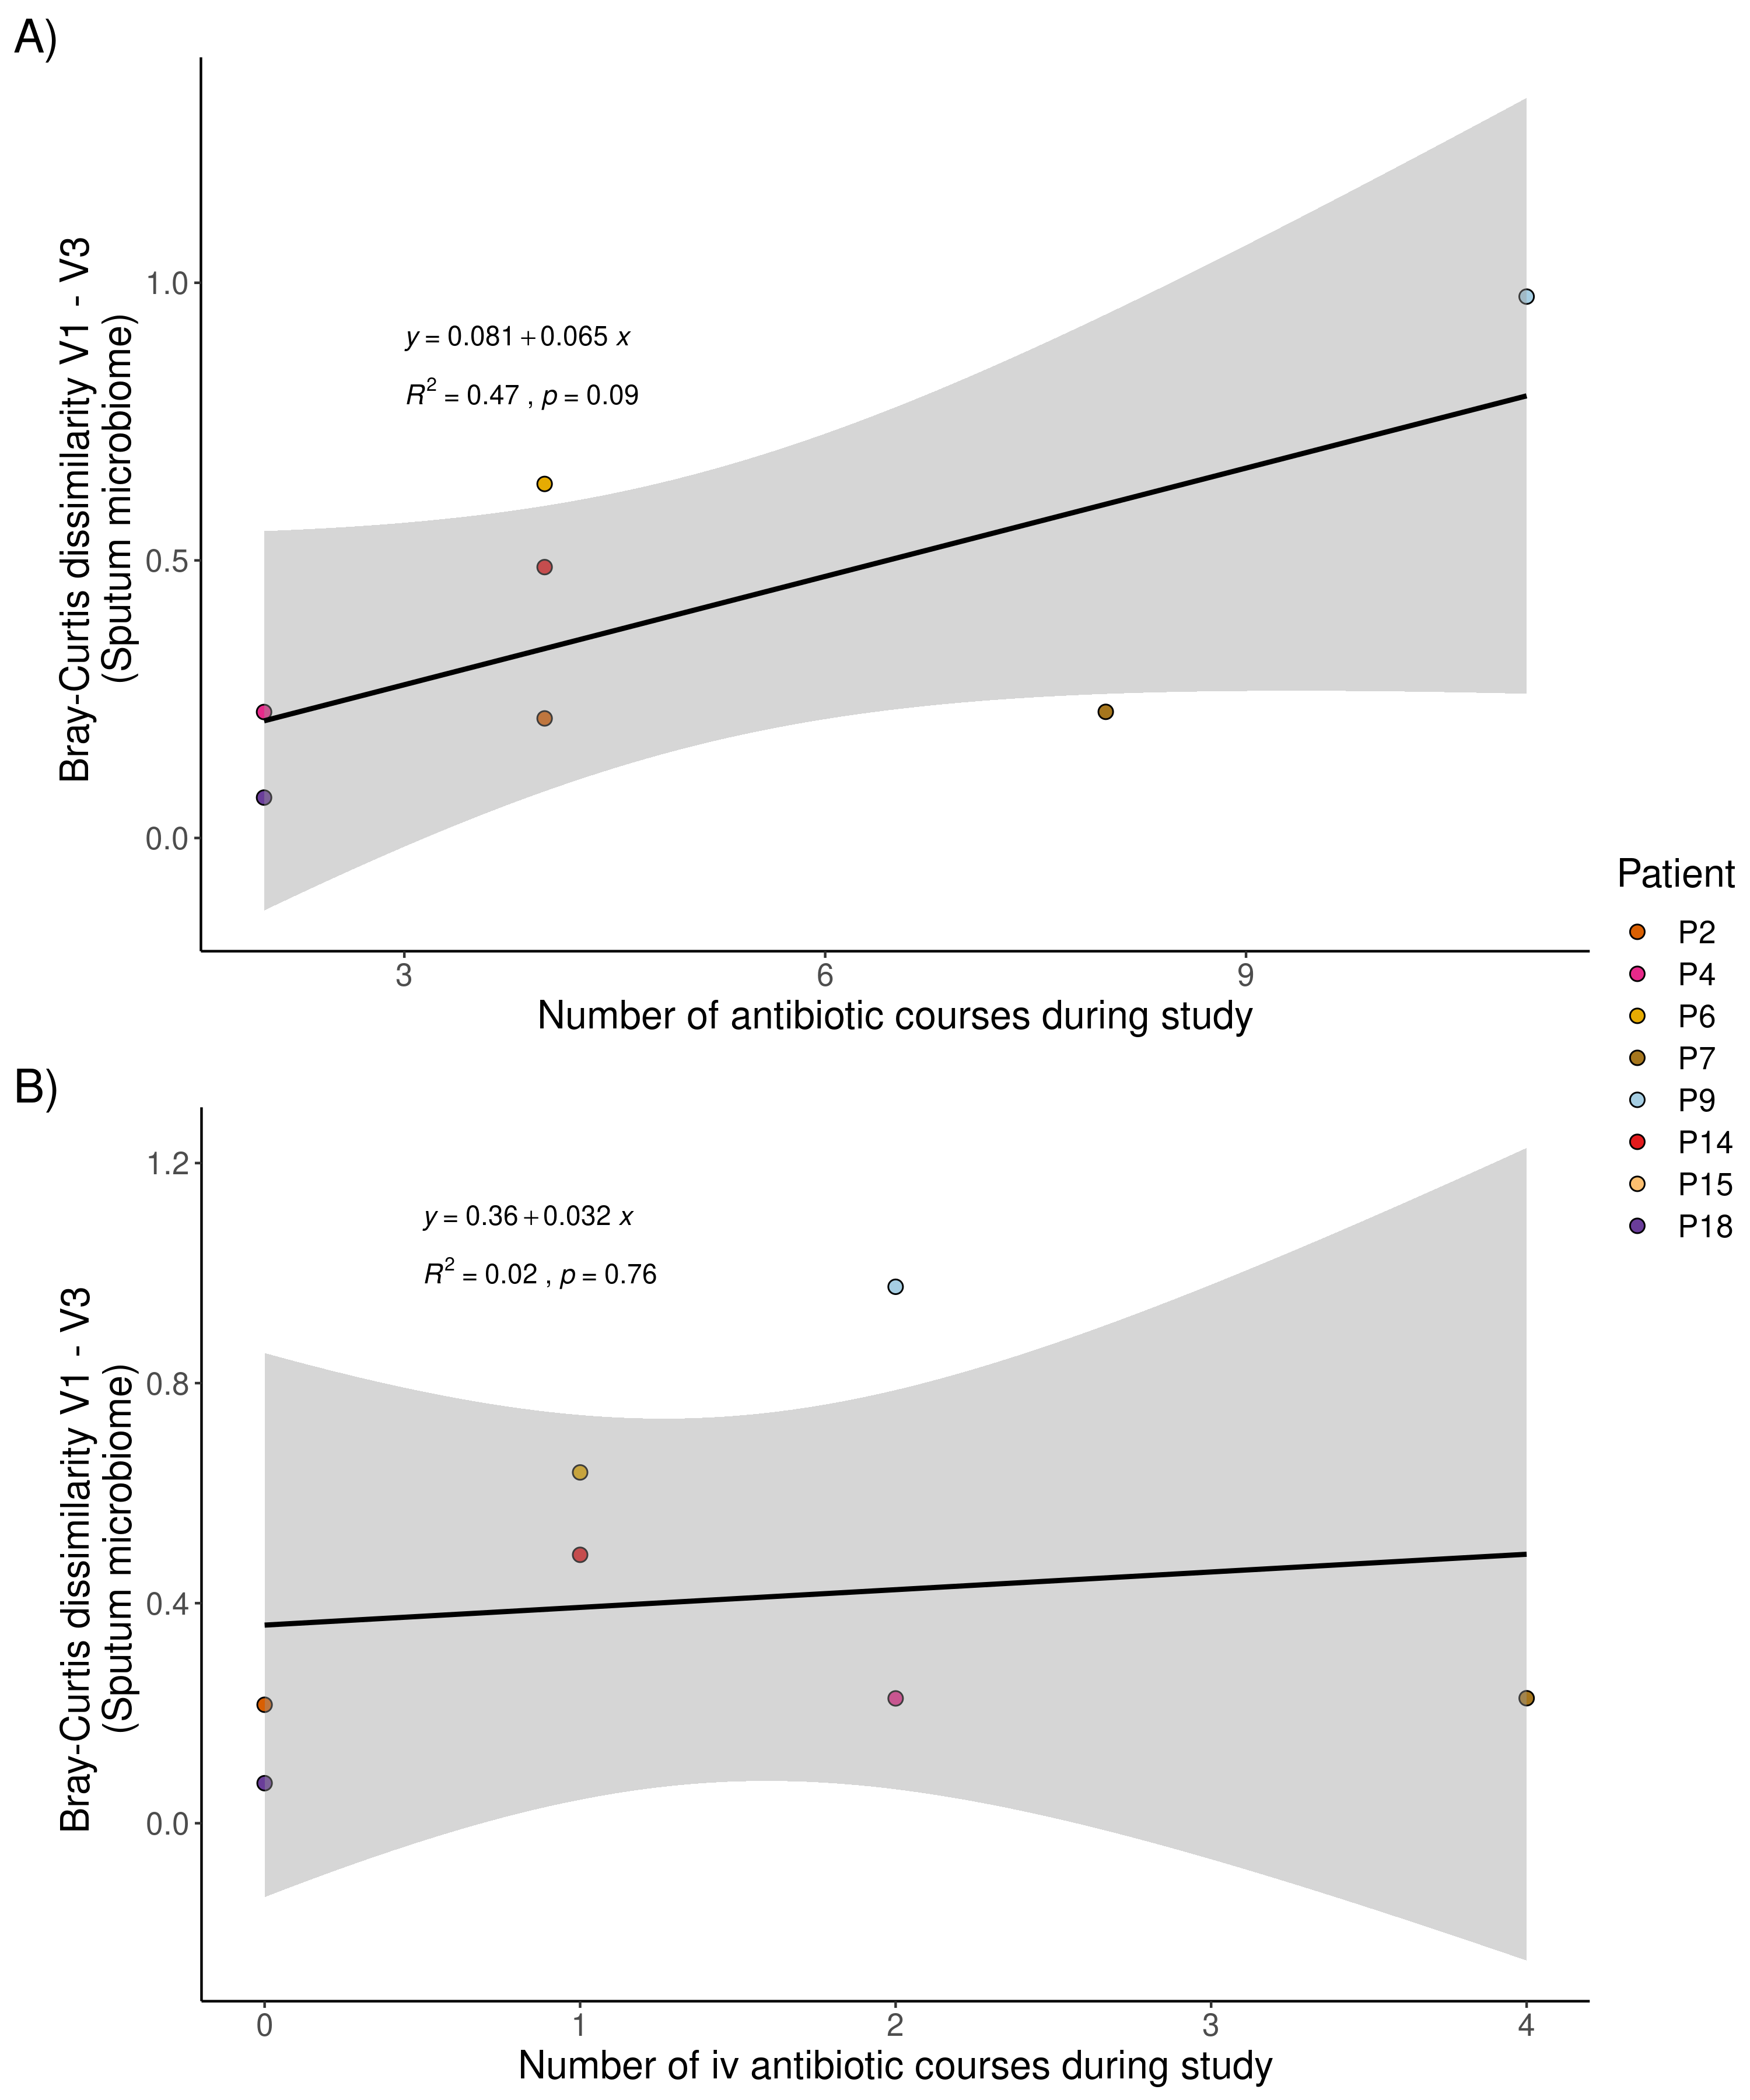 A)
Bray-Curtis dissimilarity V1 - V3
(Sputum microbiome)
1.0
0.5
0.0
y = 0.081 + 0.065 x
R² = 0.47 , p = 0.09
3 6 9
Number of antibiotic courses during study
Patient
P2
P4
P6
P7
P9
P14
P15
P18
B)
Bray-Curtis dissimilarity V1 - V3
(Sputum microbiome)
1.2
0.8
0.4
0.0
y = 0.36 + 0.032 x
R² = 0.02 , p = 0.76
0 1 2 3 4
Number of iv antibiotic courses during study